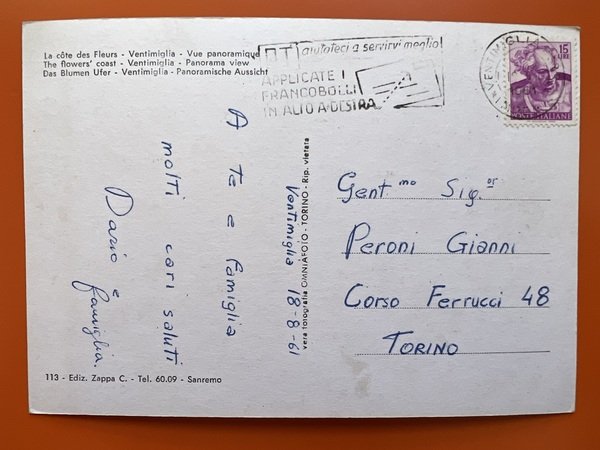 La côte des Fleurs - Ventimiglia - Vue panoramique
The flowers' coast - Ventimiglia - Panorama view
Das Blumen Ufer - Ventimiglia - Panoramische Aussicht
PT aiutateci a servirvi meglio
APPLICATE I
FRANCOBOLLI
IN ALTO A DESTRA
VENTIMIGLIA
15
LIRE
POSTE ITALIANE
A te e famiglia
molti cari saluti
Dario e
famiglia.
Ventimiglia 18-8-61
vera fotografia OMNIAFOTO - TORINO - Rip. vietata
Gent.mo Sig.or
Peroni Gianni
Corso Ferrucci 48
TORINO
113 - Ediz. Zappa C. - Tel. 60.09 - Sanremo